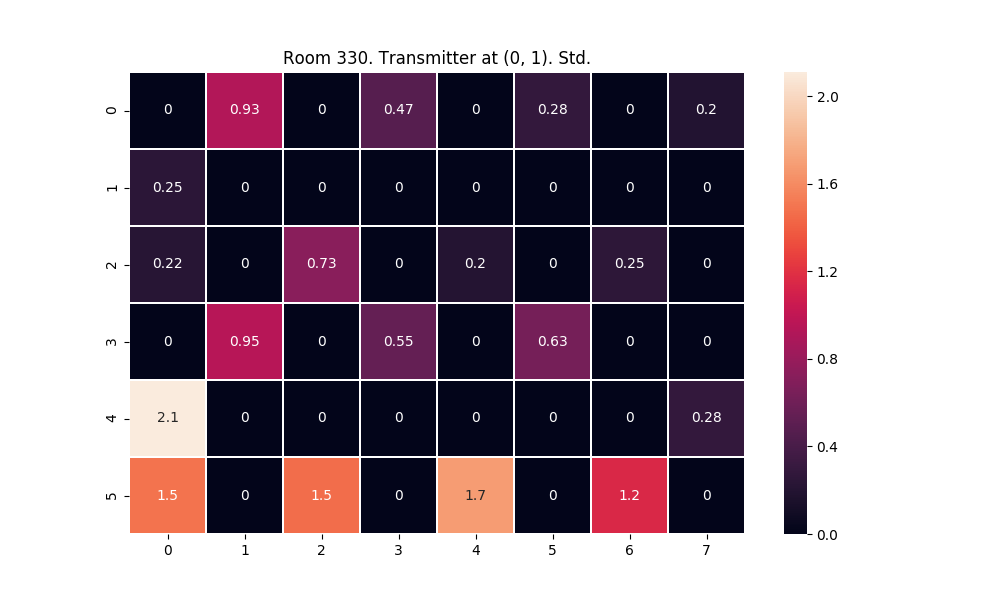 Room 330. Transmitter at (0, 1). Std.
0 0 0.93 0 0.47 0 0.28 0 0.2
1 0.25 0 0 0 0 0 0 0
2 0.22 0 0.73 0 0.2 0 0.25 0
3 0 0.95 0 0.55 0 0.63 0 0
4 2.1 0 0 0 0 0 0 0.28
5 1.5 0 1.5 0 1.7 0 1.2 0
0 1 2 3 4 5 6 7
2.0
1.6
1.2
0.8
0.4
0.0